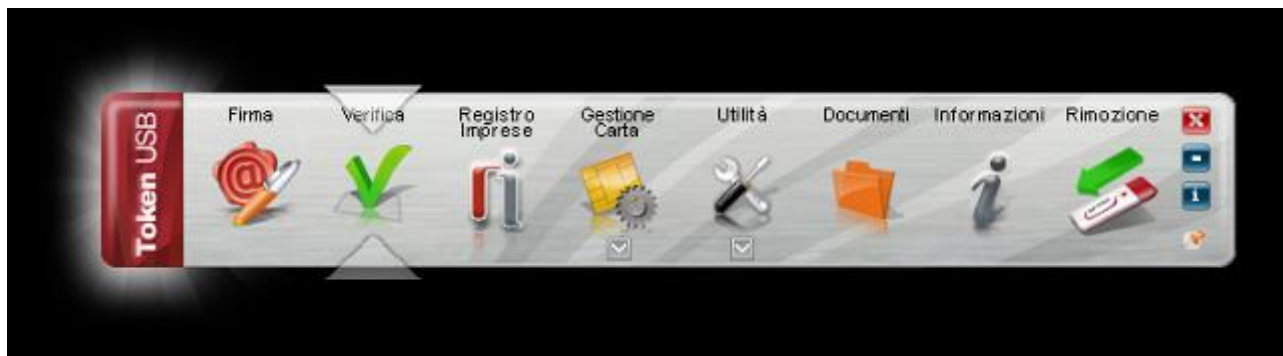 Token USB
Firma
Verifica
Registro
Imprese
Gestione
Carta
Utilità
Documenti
Informazioni
Rimozione